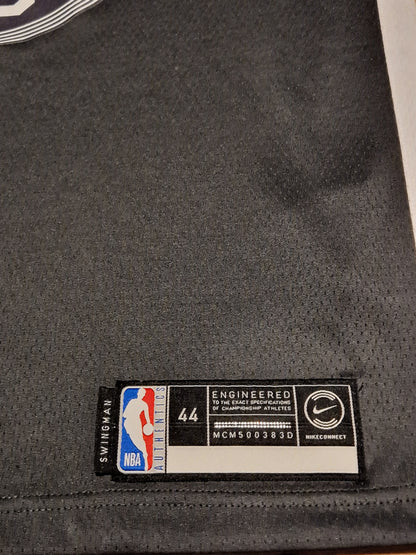 SWINGMAN
NBA
AUTHENTICS
44
ENGINEERED
TO THE EXACT SPECIFICATIONS
OF CHAMPIONSHIP ATHLETES
MCM500383D
NIKECONNECT